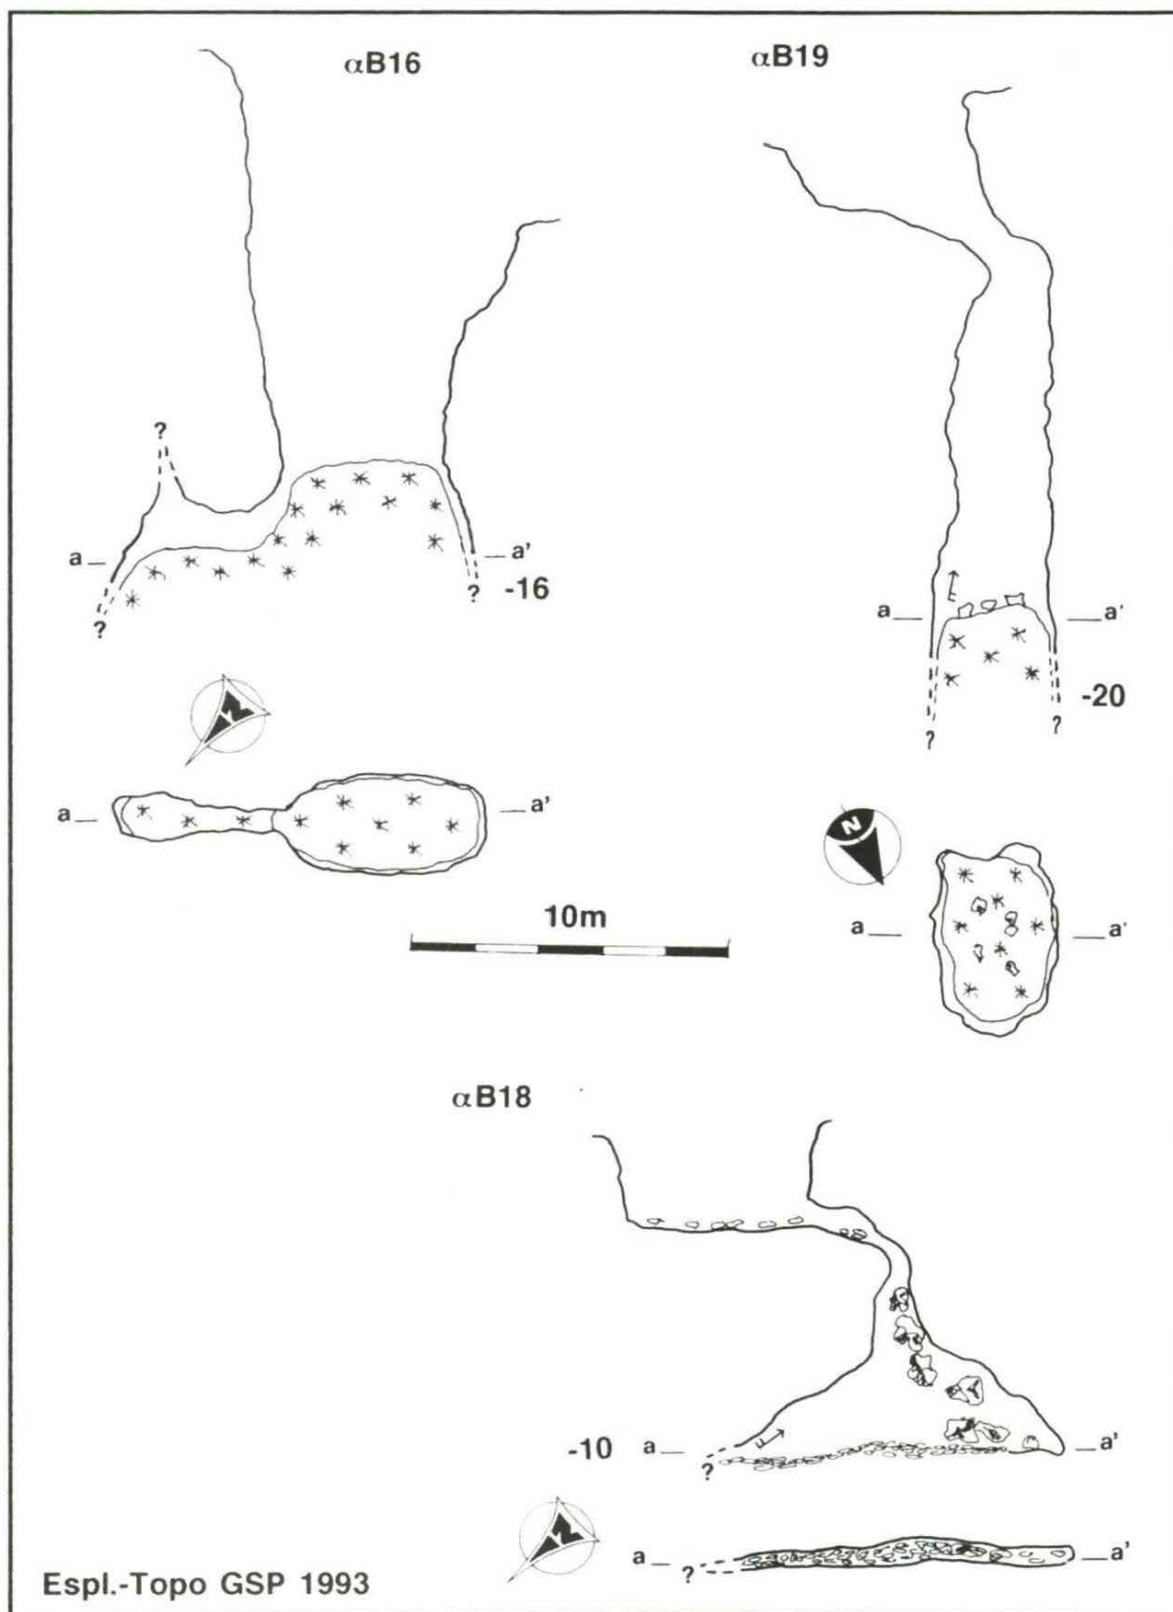 αB16
αB19
?
a a'
? -16
?
a a'
-20
? ?
N
a a'
N
a a'
10m
αB18
-10 a a'
?
N
a a'
?
Espl.-Topo GSP 1993